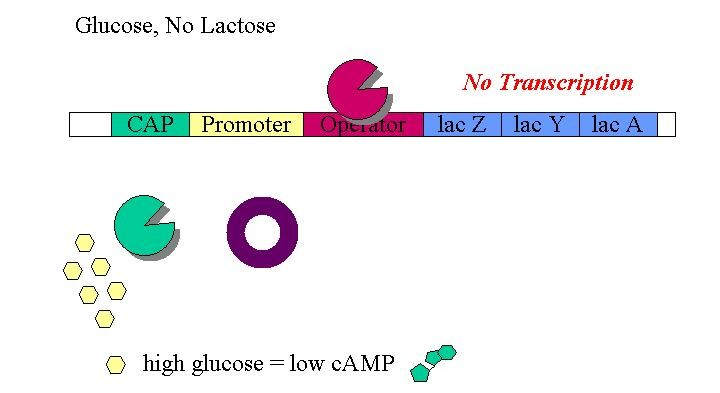 Glucose, No Lactose
No Transcription
CAP Promoter Operator lac Z lac Y lac A
high glucose = low cAMP